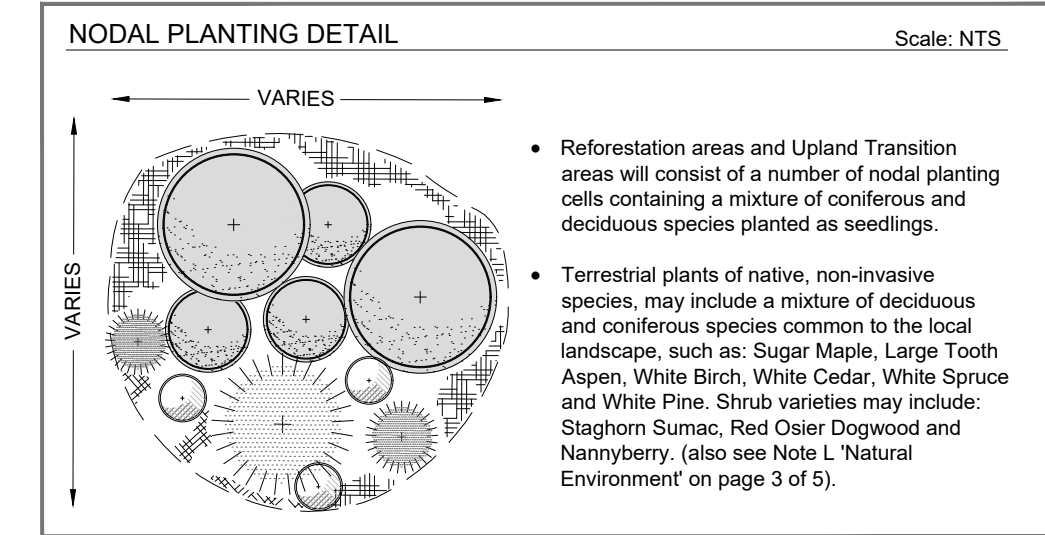 NODAL PLANTING DETAIL
Scale: NTS
VARIES
VARIES
• Reforestation areas and Upland Transition
areas will consist of a number of nodal planting
cells containing a mixture of coniferous and
deciduous species planted as seedlings.
• Terrestrial plants of native, non-invasive
species, may include a mixture of deciduous
and coniferous species common to the local
landscape, such as: Sugar Maple, Large Tooth
Aspen, White Birch, White Cedar, White Spruce
and White Pine. Shrub varieties may include:
Staghorn Sumac, Red Osier Dogwood and
Nannyberry. (also see Note L 'Natural
Environment' on page 3 of 5).